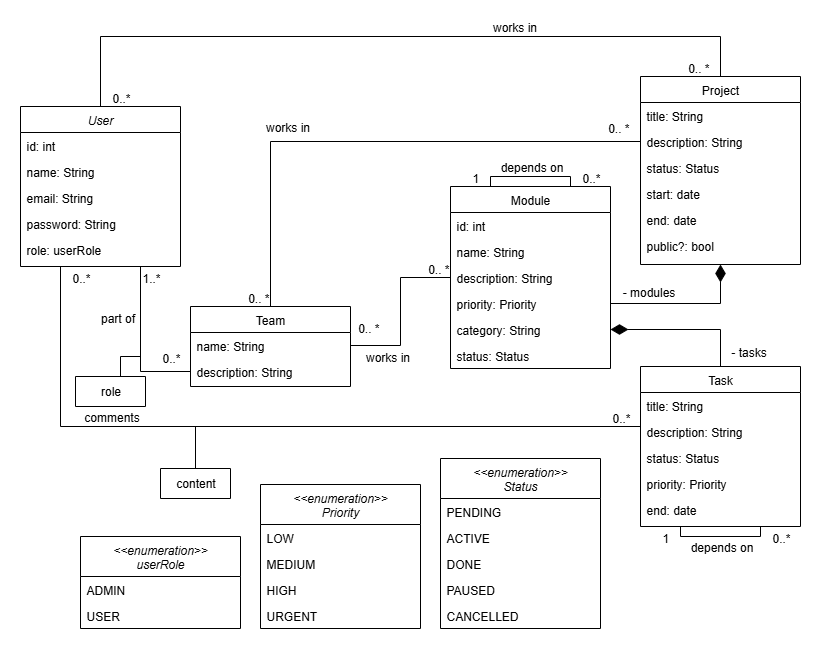 works in
0..*
0.. *
User
id: int
name: String
email: String
password: String
role: userRole
Project
title: String
description: String
status: Status
start: date
end: date
public?: bool
works in
0.. *
0.. *
depends on
1
0..*
Module
id: int
name: String
description: String
priority: Priority
category: String
status: Status
0..*
1..*
part of
0..*
role
comments
Team
name: String
description: String
0.. *
works in
0.. *
- modules
- tasks
Task
title: String
description: String
status: Status
priority: Priority
end: date
0..*
1
depends on
0..*
content
<<enumeration>>
userRole
ADMIN
USER
<<enumeration>>
Priority
LOW
MEDIUM
HIGH
URGENT
<<enumeration>>
Status
PENDING
ACTIVE
DONE
PAUSED
CANCELLED